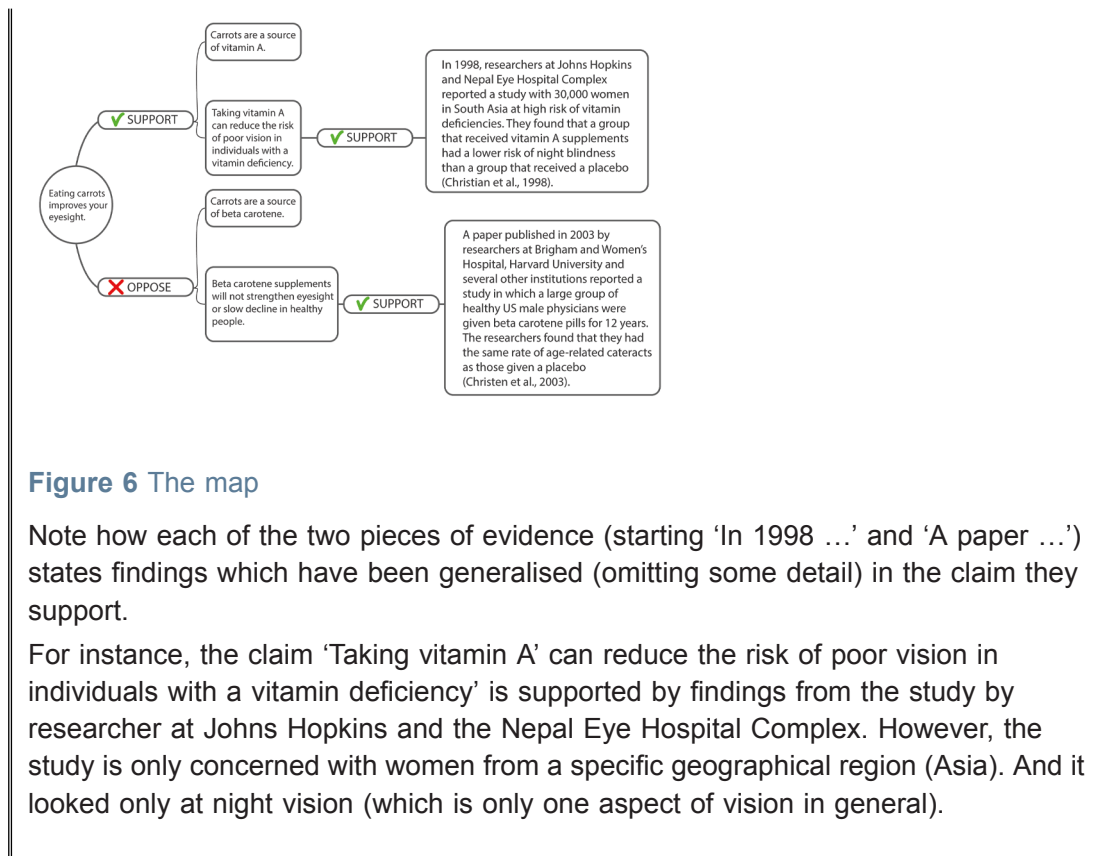 Carrots are a source
of vitamin A.
SUPPORT
Taking vitamin A
can reduce the risk
of poor vision in
individuals with a
vitamin deficiency.
SUPPORT
In 1998, researchers at Johns Hopkins
and Nepal Eye Hospital Complex
reported a study with 30,000 women
in South Asia at high risk of vitamin
deficiencies. They found that a group
that received vitamin A supplements
had a lower risk of night blindness
than a group that received a placebo
(Christian et al., 1998).
Eating carrots
improves your
eyesight.
Carrots are a source
of beta carotene.
OPPOSE
Beta carotene supplements
will not strengthen eyesight
or slow decline in healthy
people.
SUPPORT
A paper published in 2003 by
researchers at Brigham and Women's
Hospital, Harvard University and
several other institutions reported a
study in which a large group of
healthy US male physicians were
given beta carotene pills for 12 years.
The researchers found that they had
the same rate of age-related cateracts
as those given a placebo
(Christen et al., 2003).
Figure 6 The map
Note how each of the two pieces of evidence (starting ‘In 1998 …’ and ‘A paper …’)
states findings which have been generalised (omitting some detail) in the claim they
support.
For instance, the claim ‘Taking vitamin A’ can reduce the risk of poor vision in
individuals with a vitamin deficiency’ is supported by findings from the study by
researcher at Johns Hopkins and the Nepal Eye Hospital Complex. However, the
study is only concerned with women from a specific geographical region (Asia). And it
looked only at night vision (which is only one aspect of vision in general).